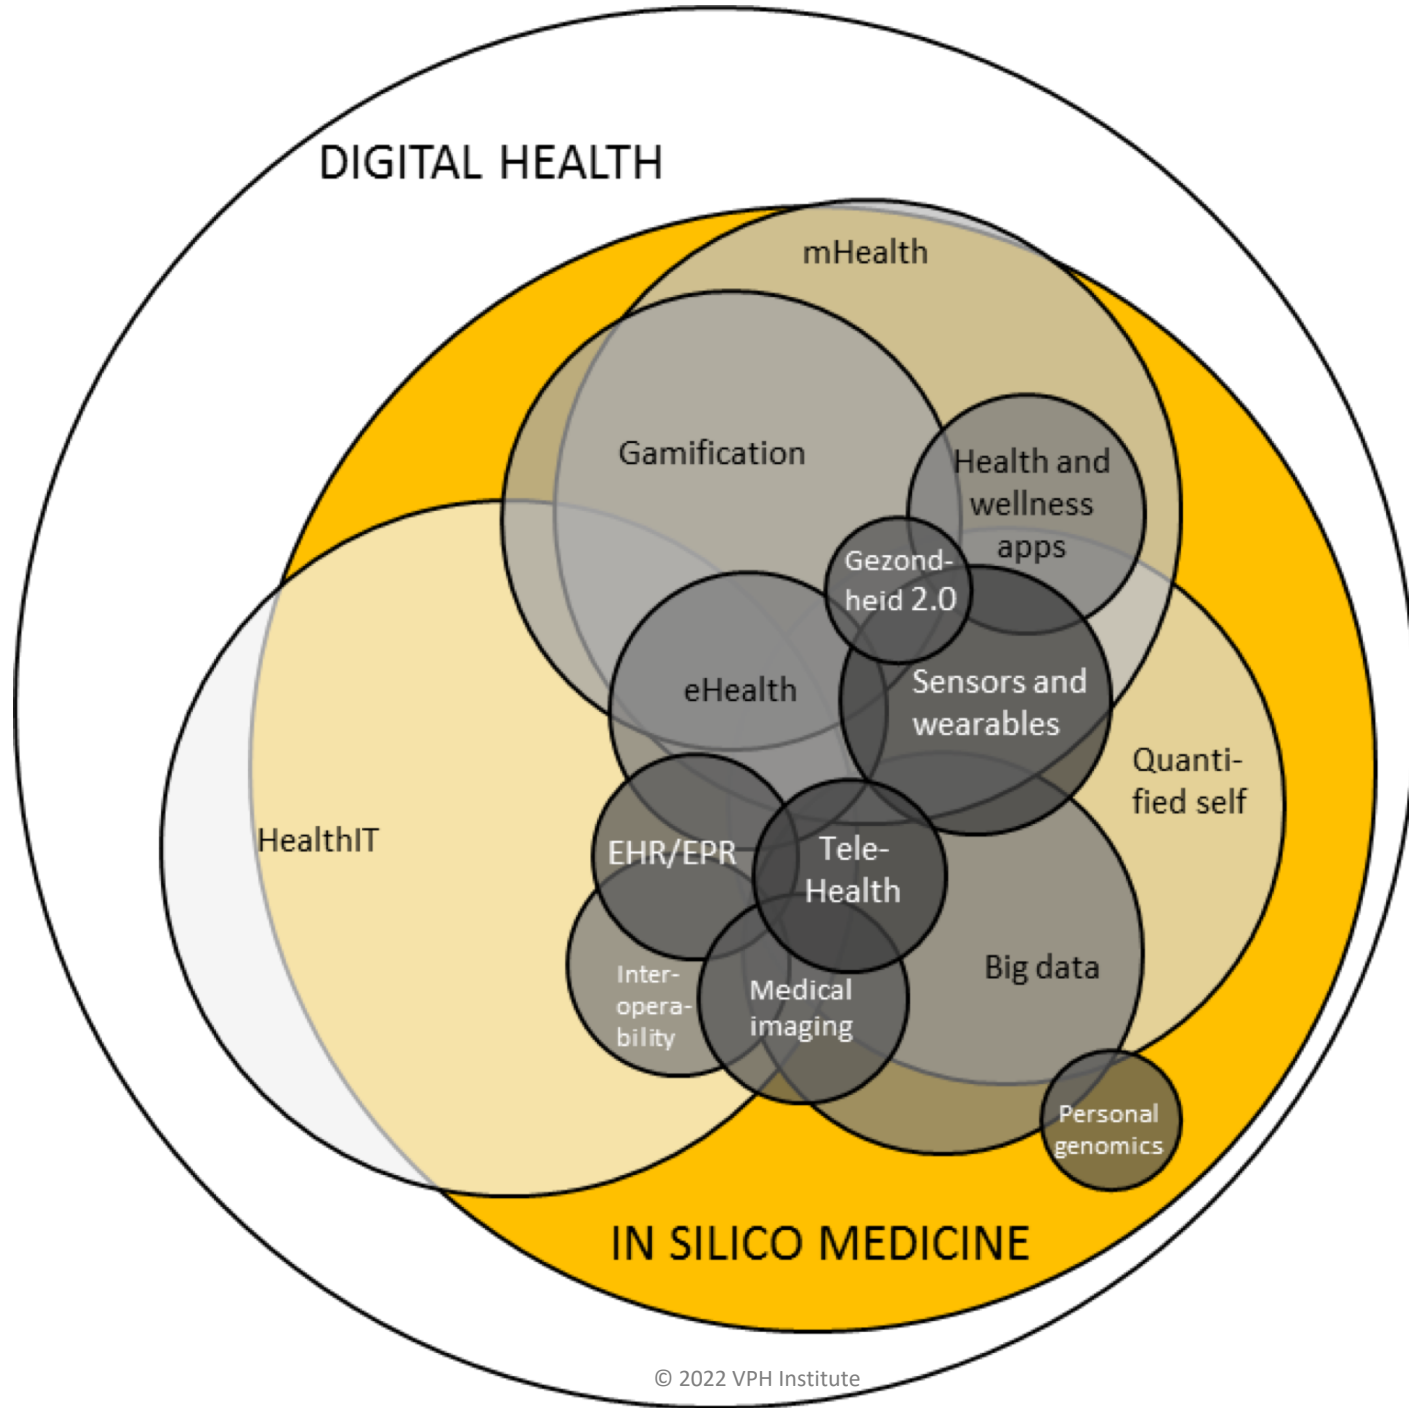 DIGITAL HEALTH
mHealth
Gamification
Health and
wellness
apps
Gezond-
heid 2.0
eHealth
Sensors and
wearables
Quanti-
fied self
HealthIT
EHR/EPR
Tele-
Health
Big data
Inter-
opera-
bility
Medical
imaging
Personal
genomics
IN SILICO MEDICINE
© 2022 VPH Institute